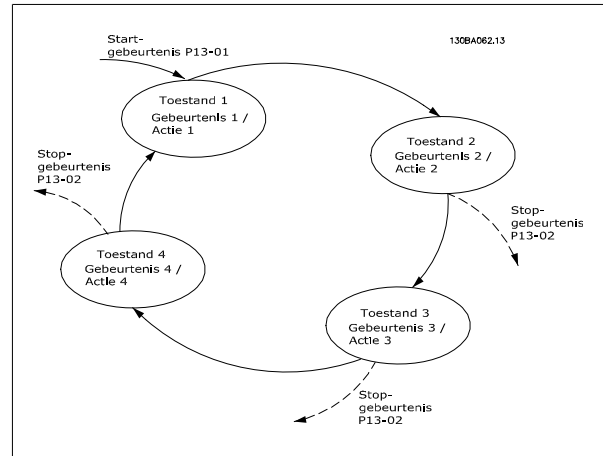 Start-
gebeurtenis P13-01
130BA062.13
Toestand 1
Gebeurtenis 1 /
Actie 1
Toestand 2
Gebeurtenis 2 /
Actie 2
Stop-
gebeurtenis
P13-02
Stop-
gebeurtenis
P13-02
Toestand 4
Gebeurtenis 4 /
Actie 4
Toestand 3
Gebeurtenis 3 /
Actie 3
Stop-
gebeurtenis
P13-02